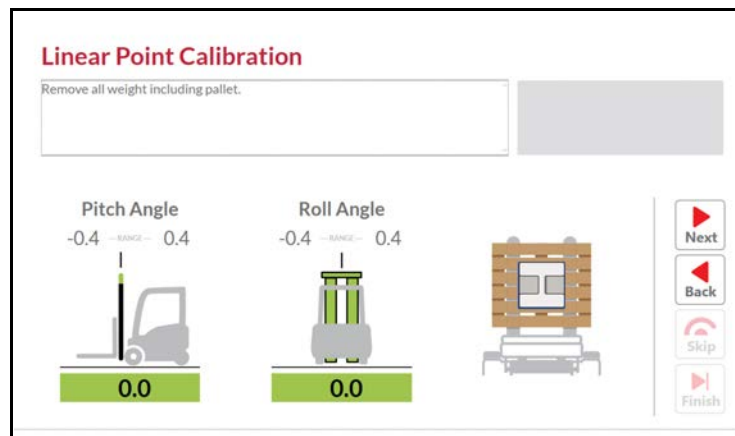 Linear Point Calibration
Remove all weight including pallet.
Pitch Angle
-0.4 —RANGE— 0.4
0.0
Roll Angle
-0.4 —RANGE— 0.4
0.0
Next
Back
Skip
Finish